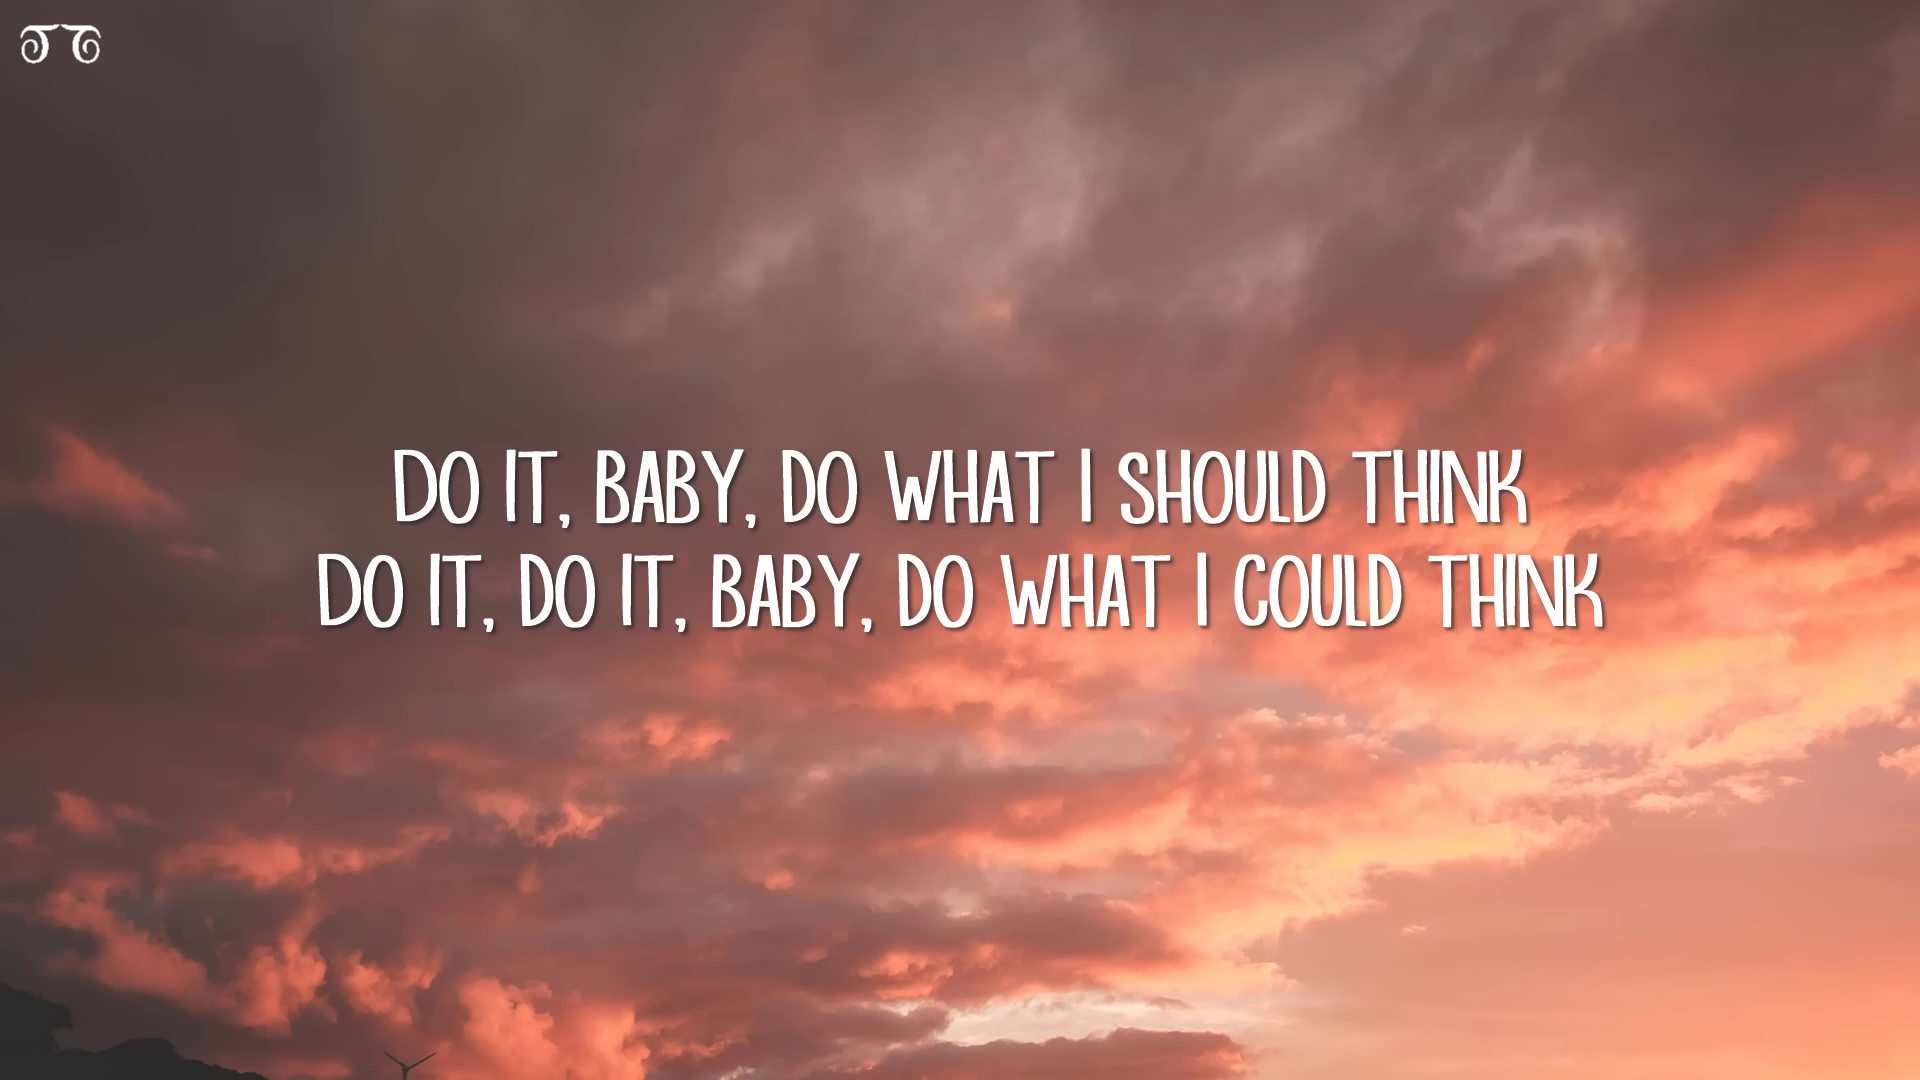 DO IT, BABY, DO WHAT I SHOULD THINK
DO IT, DO IT, BABY, DO WHAT I COULD THINK